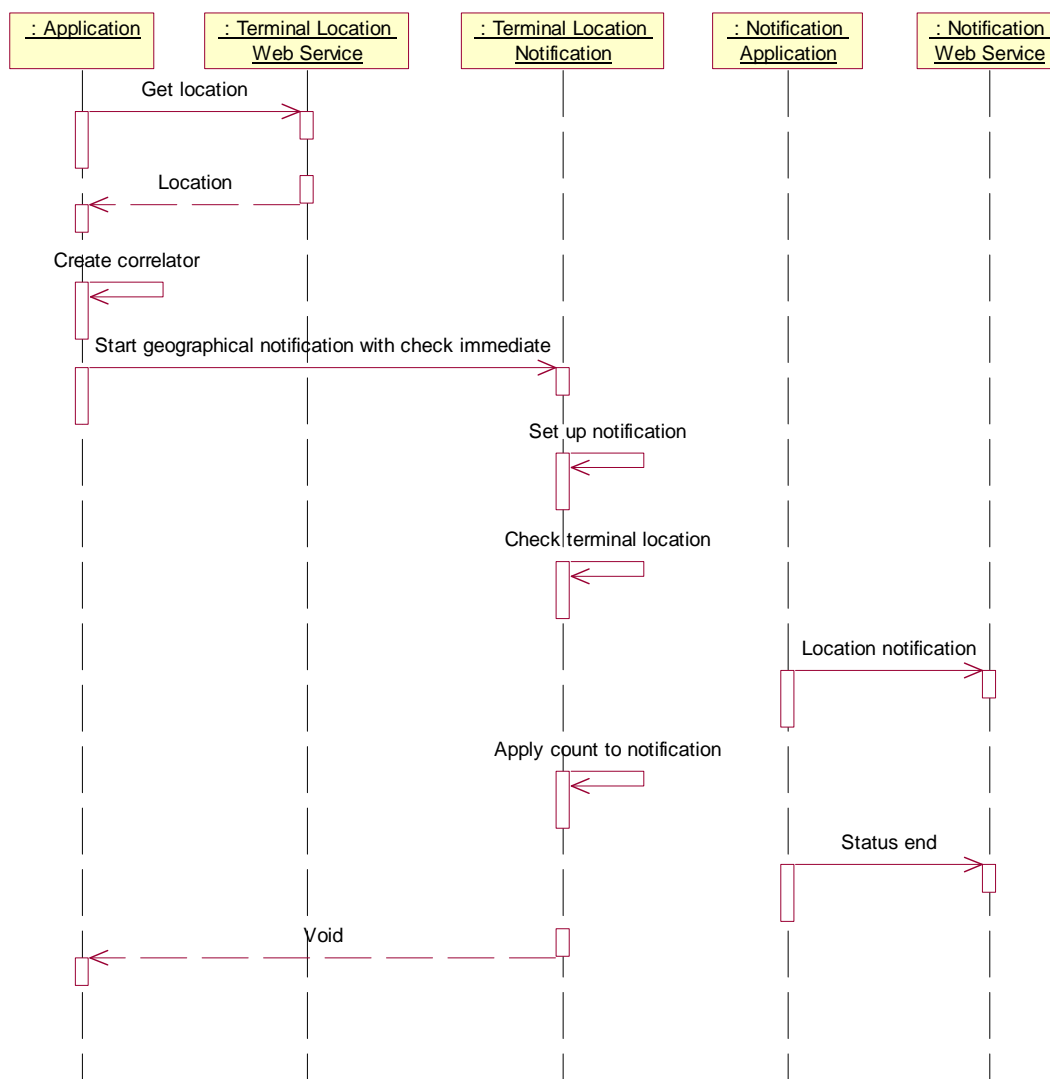 : Application
: Terminal Location
Web Service
: Terminal Location
Notification
: Notification
Application
: Notification
Web Service
Get location
Location
Create correlator
Start geographical notification with check immediate
Set up notification
Check terminal location
Location notification
Apply count to notification
Status end
Void